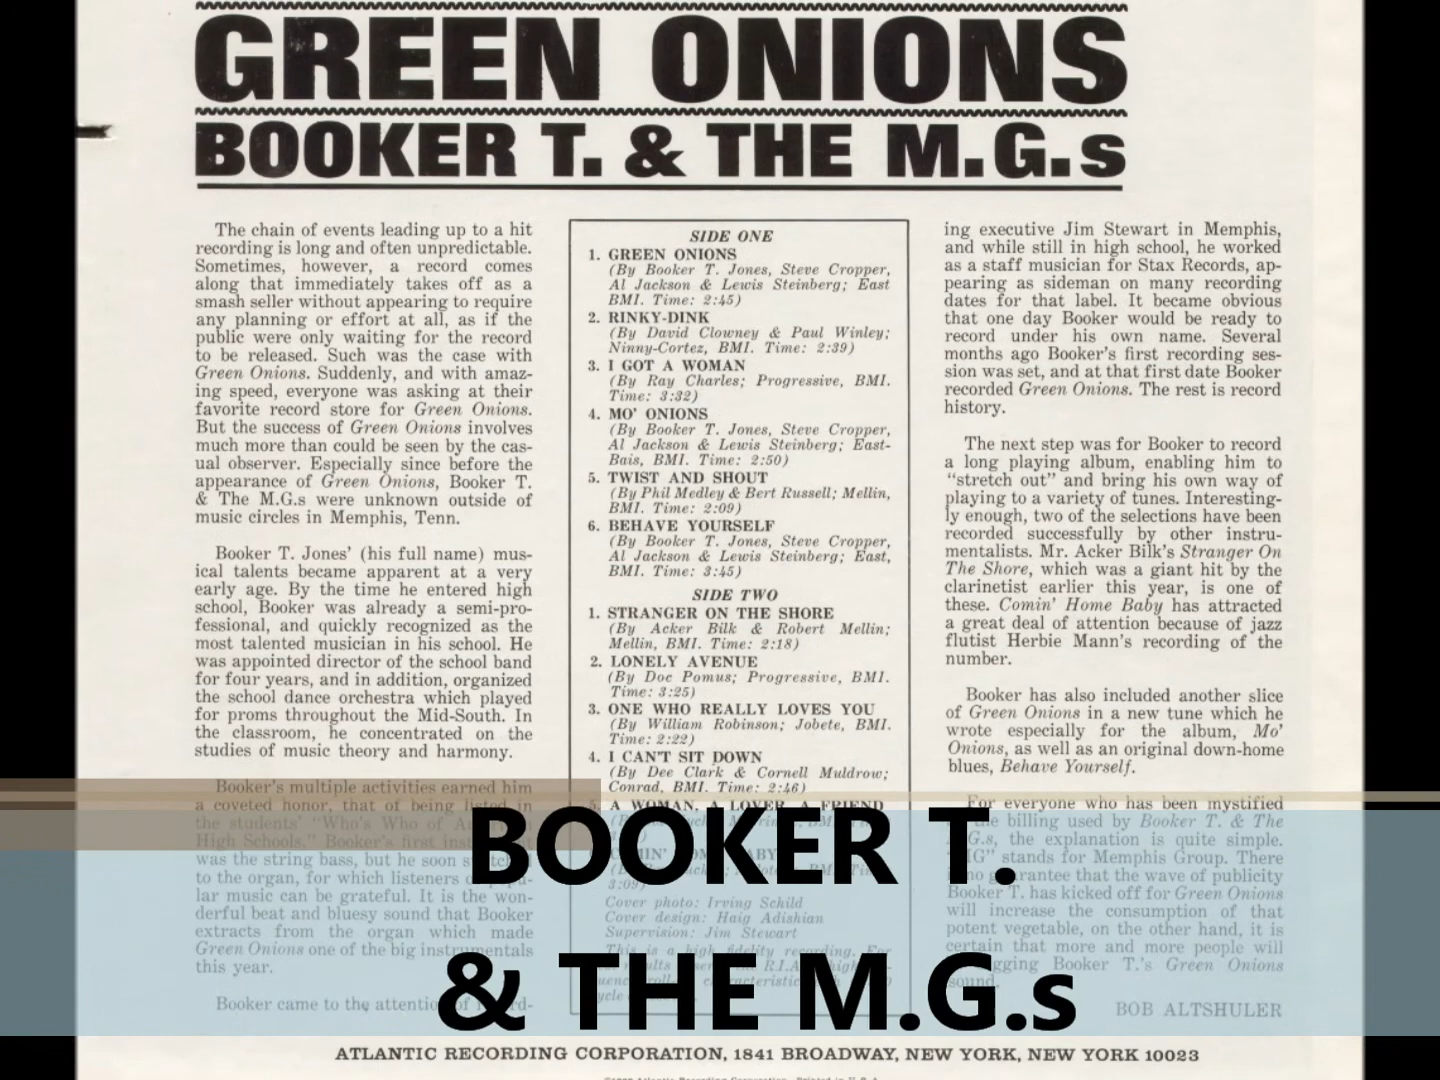 GREEN ONIONS
BOOKER T. & THE M.G.s
The chain of events leading up to a hit
recording is long and often unpredictable.
Sometimes, however, a record comes
along that immediately takes off as a
smash seller without appearing to require
any planning or effort at all, as if the
public were only waiting for the record
to be released. Such was the case with
Green Onions. Suddenly, and with amaz-
ing speed, everyone was asking at their
favorite record store for Green Onions.
But the success of Green Onions involves
much more than could be seen by the cas-
ual observer. Especially since before the
appearance of Green Onions, Booker T.
& The M.G.s were unknown outside of
music circles in Memphis, Tenn.
Booker T. Jones' (his full name) mus-
ical talents became apparent at a very
early age. By the time he entered high
school, Booker was already a semi-pro-
fessional, and quickly recognized as the
most talented musician in his school. He
was appointed director of the school band
for four years, and in addition, organized
the school dance orchestra which played
for proms throughout the Mid-South. In
the classroom, he concentrated on the
studies of music theory and harmony.
Booker's multiple activities earned him
a coveted honor, that of being listed in
the students' "Who's Who of
High Schools." Booker's first
was the string bass, but he soon
to the organ, for which listeners
lar music can be grateful. It is the won-
derful beat and bluesy sound that Booker
extracts from the organ which made
Green Onions one of the big instrumentals
this year.
Booker came to the attention of
SIDE ONE
1. GREEN ONIONS
(By Booker T. Jones, Steve Cropper,
Al Jackson & Lewis Steinberg; East
BMI. Time: 2:45)
2. RINKY-DINK
(By David Clowney & Paul Winley;
Ninny-Cortez, BMI. Time: 2:39)
3. I GOT A WOMAN
(By Ray Charles; Progressive, BMI.
Time: 3:32)
4. MO' ONIONS
(By Booker T. Jones, Steve Cropper,
Al Jackson & Lewis Steinberg; East-
Bais, BMI. Time: 2:50)
5. TWIST AND SHOUT
(By Phil Medley & Bert Russell; Mellin,
BMI. Time: 2:09)
6. BEHAVE YOURSELF
(By Booker T. Jones, Steve Cropper,
Al Jackson & Lewis Steinberg; East,
BMI. Time: 3:45)
SIDE TWO
1. STRANGER ON THE SHORE
(By Acker Bilk & Robert Mellin;
Mellin, BMI. Time: 2:18)
2. LONELY AVENUE
(By Doc Pomus; Progressive, BMI.
Time: 3:25)
3. ONE WHO REALLY LOVES YOU
(By William Robinson; Jobete, BMI.
Time: 2:22)
4. I CAN'T SIT DOWN
(By Dee Clark & Cornell Muldrow;
Conrad, BMI. Time: 2:46)
5. A WOMAN, A LOVER, A FRIEND
3:09)
Cover photo: Irving Schild
Cover design: Haig Adishian
Supervision: Jim Stewart
This is a high fidelity recording. For
ing executive Jim Stewart in Memphis,
and while still in high school, he worked
as a staff musician for Stax Records, ap-
pearing as sideman on many recording
dates for that label. It became obvious
that one day Booker would be ready to
record under his own name. Several
months ago Booker's first recording ses-
sion was set, and at that first date Booker
recorded Green Onions. The rest is record
history.
The next step was for Booker to record
a long playing album, enabling him to
"stretch out" and bring his own way of
playing to a variety of tunes. Interesting-
ly enough, two of the selections have been
recorded successfully by other instru-
mentalists. Mr. Acker Bilk's Stranger On
The Shore, which was a giant hit by the
clarinetist earlier this year, is one of
these. Comin' Home Baby has attracted
a great deal of attention because of jazz
flutist Herbie Mann's recording of the
number.
Booker has also included another slice
of Green Onions in a new tune which he
wrote especially for the album, Mo'
Onions, as well as an original down-home
blues, Behave Yourself.
For everyone who has been mystified
billing used by Booker T. & The
the explanation is quite simple.
stands for Memphis Group. There
no guarantee that the wave of publicity
Booker T. has kicked off for Green Onions
will increase the consumption of that
potent vegetable, on the other hand, it is
certain that more and more people will
Booker T.'s Green Onions
sound.
BOB ALTSHULER
BOOKER T.
& THE M.G.s
ATLANTIC RECORDING CORPORATION, 1841 BROADWAY, NEW YORK, NEW YORK 10023